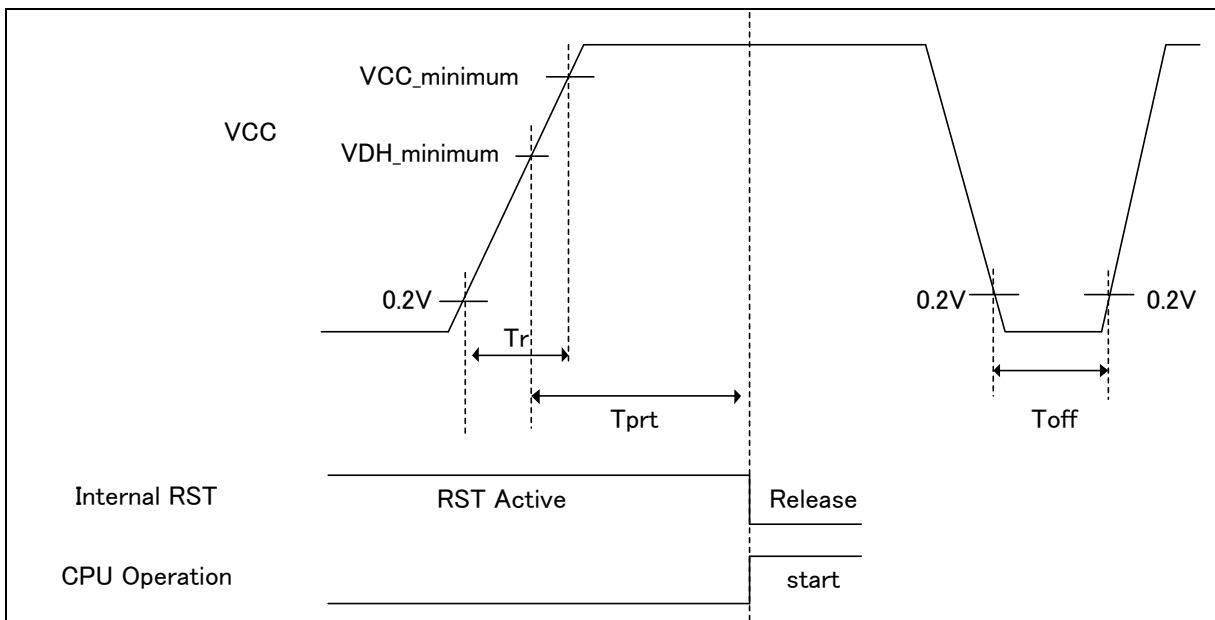 VCC_minimum
VCC
VDH_minimum
0.2V
0.2V
0.2V
Tr
Tprt
Toff
Internal RST
RST Active
Release
CPU Operation
start